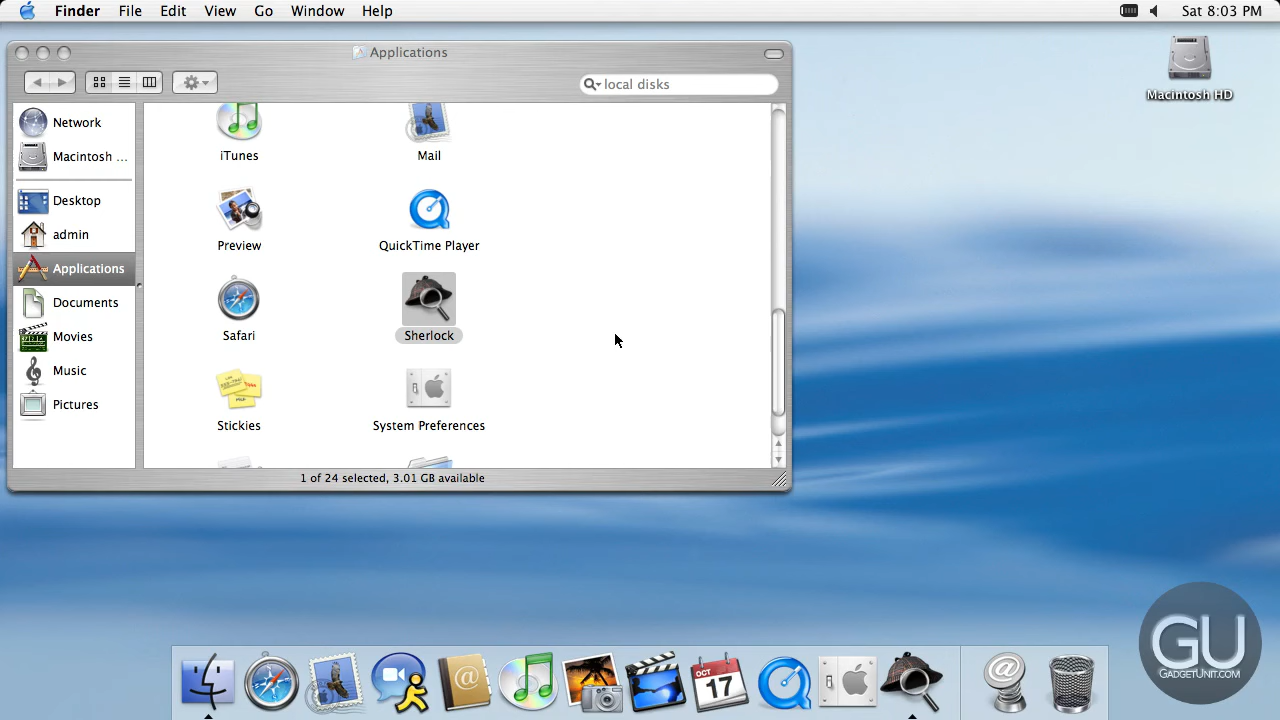 Finder File Edit View Go Window Help Sat 8:03 PM
Applications
local disks
Macintosh HD
Network
Macintosh ...
Desktop
admin
Applications
Documents
Movies
Music
Pictures
iTunes Mail
Preview QuickTime Player
Safari Sherlock
Stickies System Preferences
1 of 24 selected, 3.01 GB available
OCT
17
GU
GADGETUNIT.COM